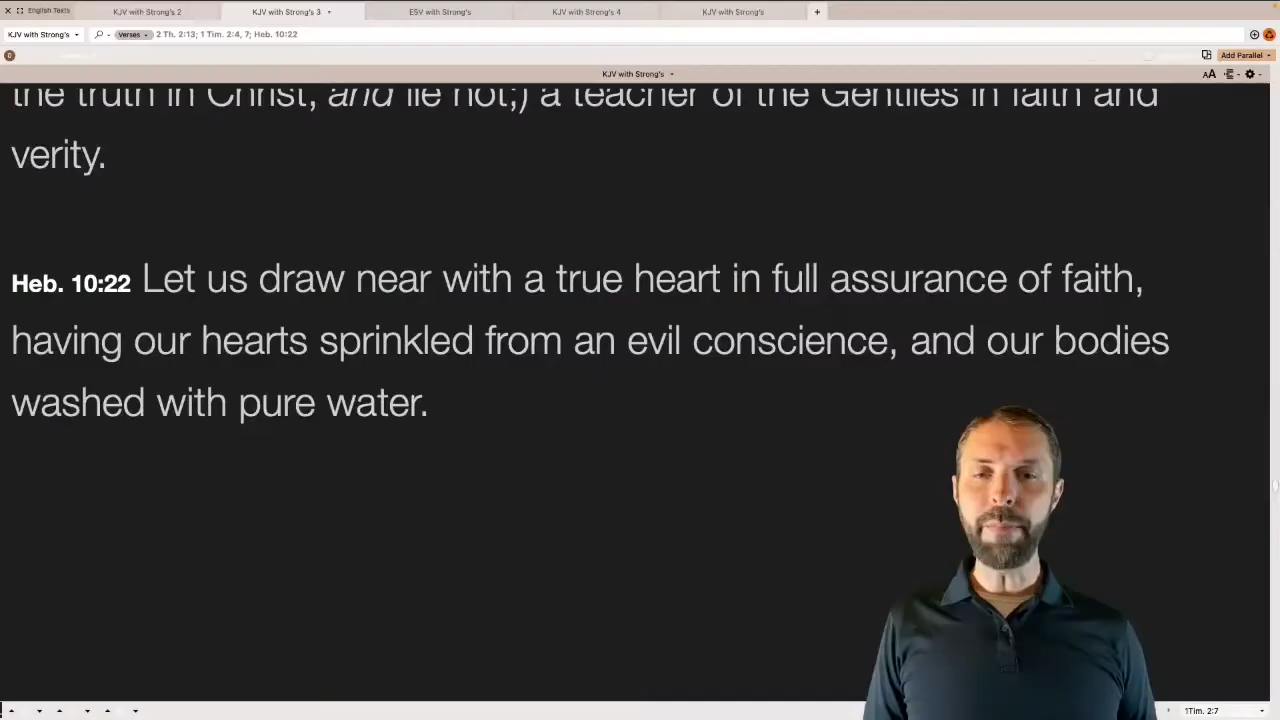 English Texts
KJV with Strong's 2
KJV with Strong's 3
ESV with Strong's
KJV with Strong's 4
KJV with Strong's
+
KJV with Strong's
Verses
2 Th. 2:13; 1 Tim. 2:4, 7; Heb. 10:22
Add Parallel
KJV with Strong's
AA
the truth in Christ, and lie not;) a teacher of the Gentiles in faith and
verity.
Heb. 10:22 Let us draw near with a true heart in full assurance of faith,
having our hearts sprinkled from an evil conscience, and our bodies
washed with pure water.
1Tim. 2:7